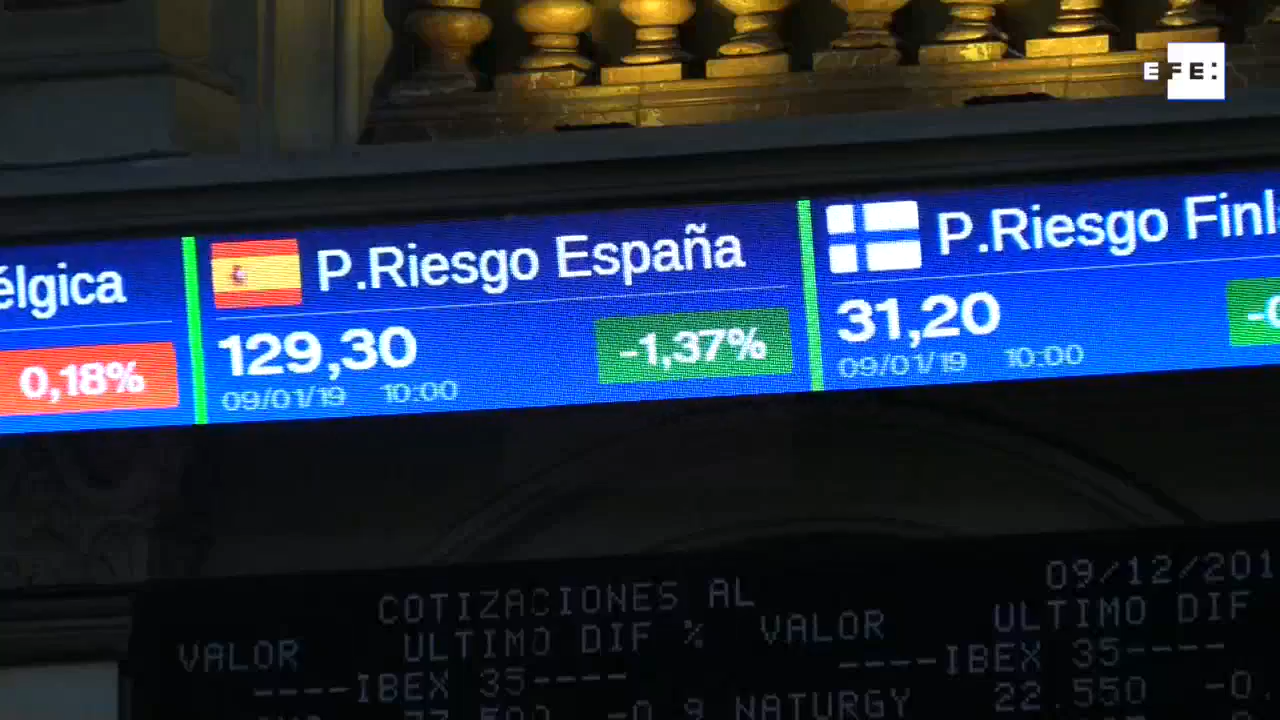 EFE:
élgica
0,18%
P.Riesgo España
129,30 -1,37%
09/01/19 10:00
P.Riesgo Finl
31,20
09/01/19 10:00
COTIZACIONES AL 09/12/201
VALOR ULTIMO DIF % VALOR ULTIMO DIF
----IBEX 35---- ----IBEX 35----
NATURGY 22.550 -0.